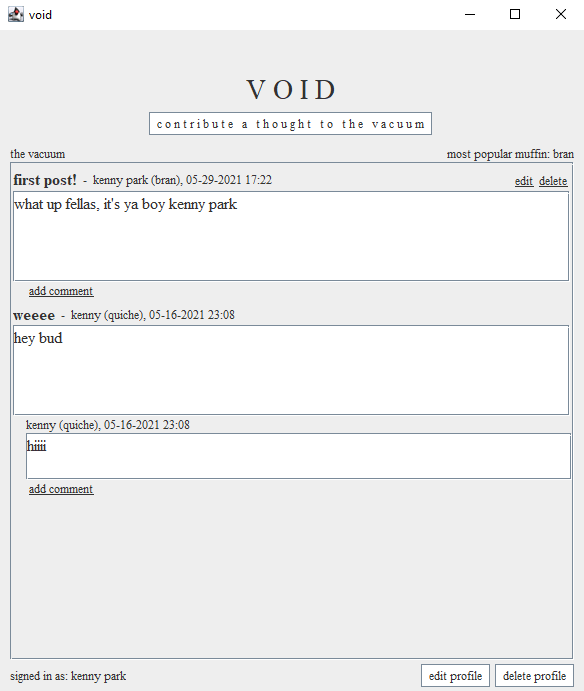 void
VOID
contribute a thought to the vacuum
the vacuum
most popular muffin: bran
first post! - kenny park (bran), 05-29-2021 17:22
edit delete
what up fellas, it's ya boy kenny park
add comment
weeee - kenny (quiche), 05-16-2021 23:08
hey bud
kenny (quiche), 05-16-2021 23:08
hiiii
add comment
signed in as: kenny park
edit profile
delete profile